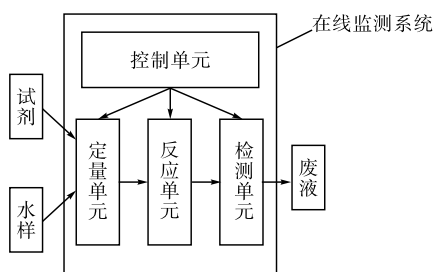 在线监测系统
控制单元
试剂
定量单元
反应单元
检测单元
废液
水样